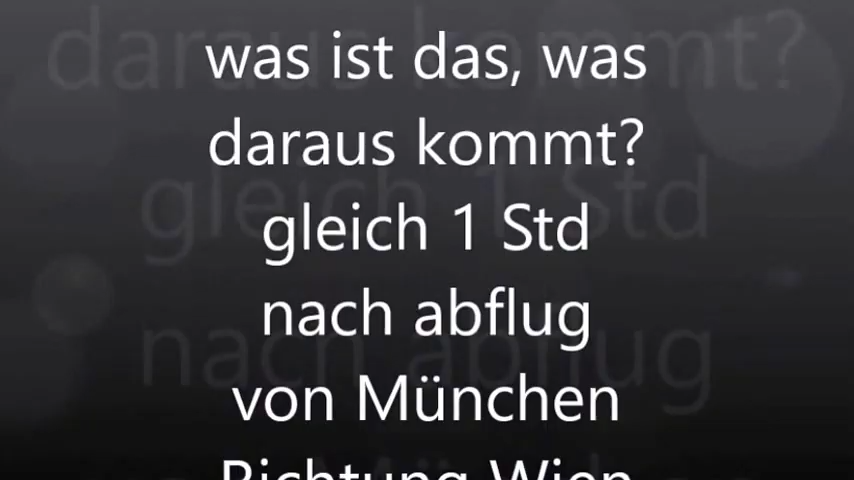 was ist das, was
daraus kommt?
gleich 1 Std
nach abflug
von München
Richtung Wien